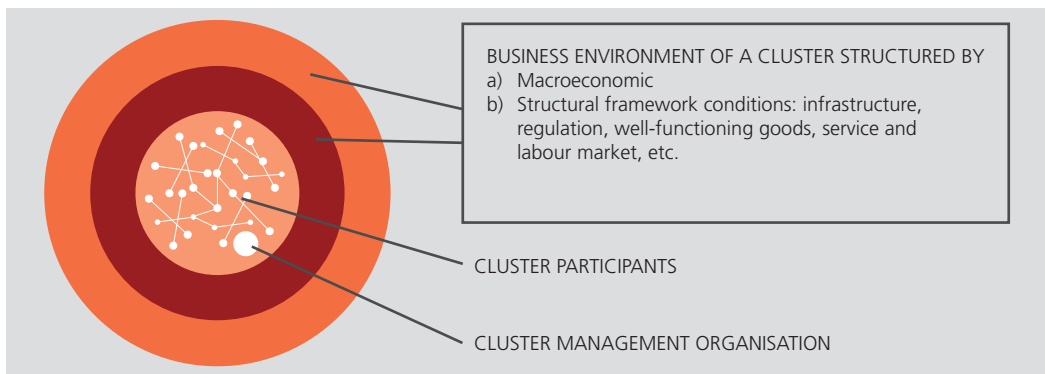 BUSINESS ENVIRONMENT OF A CLUSTER STRUCTURED BY
a) Macroeconomic
b) Structural framework conditions: infrastructure,
regulation, well-functioning goods, service and
labour market, etc.
CLUSTER PARTICIPANTS
CLUSTER MANAGEMENT ORGANISATION